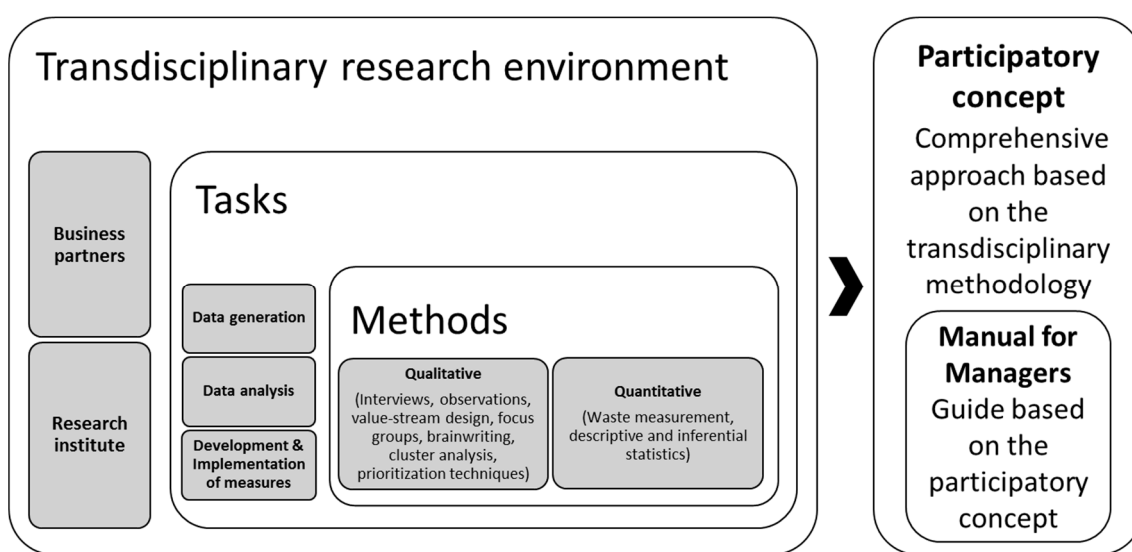 Transdisciplinary research environment
Business
partners
Research
institute
Tasks
Data generation
Data analysis
Development &
Implementation
of measures
Methods
Qualitative
(Interviews, observations,
value-stream design, focus
groups, brainwriting,
cluster analysis,
prioritization techniques)
Quantitative
(Waste measurement,
descriptive and inferential
statistics)
Participatory
concept
Comprehensive
approach based
on the
transdisciplinary
methodology
Manual for
Managers
Guide based
on the
participatory
concept